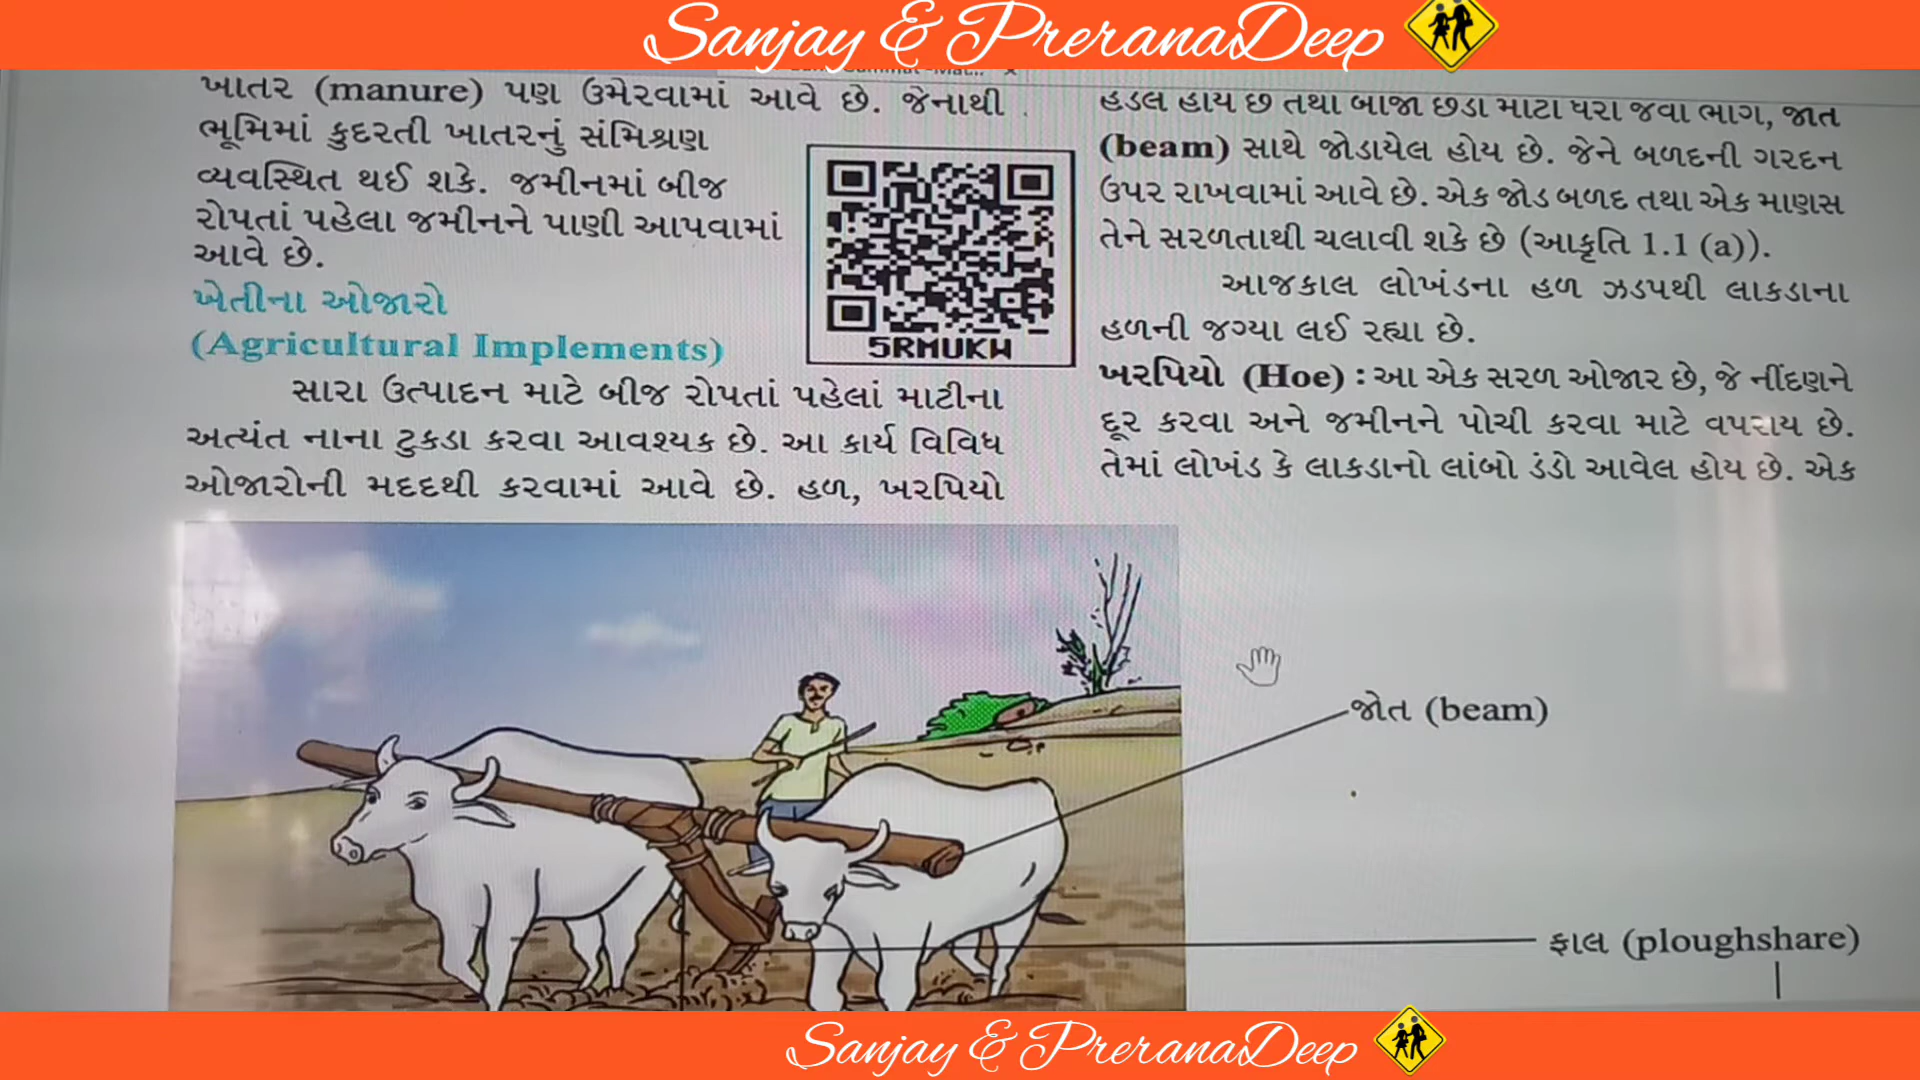 Sanjay & PreranaDeep
ખાતર (manure) પણ ઉમેરવામાં આવે છે. જેનાથી
ભૂમિમાં કુદરતી ખાતરનું સંમિશ્રણ
વ્યવસ્થિત થઈ શકે. જમીનમાં બીજ
રોપતાં પહેલા જમીનને પાણી આપવામાં
આવે છે.
ખેતીના ઓજારો
(Agricultural Implements)
સારા ઉત્પાદન માટે બીજ રોપતાં પહેલાં માટીના
અત્યંત નાના ટુકડા કરવા આવશ્યક છે. આ કાર્ય વિવિધ
ઓજારોની મદદથી કરવામાં આવે છે. હળ, ખરપિયો
5RMUKW
તથા ભાગ, જાત
(beam) સાથે જોડાયેલ હોય છે. જેને બળદની ગરદન
ઉપર રાખવામાં આવે છે. એક જોડ બળદ તથા એક માણસ
તેને સરળતાથી ચલાવી શકે છે (આકૃતિ 1.1 (a)).
આજકાલ લોખંડના હળ ઝડપથી લાકડાના
હળની જગ્યા લઈ રહ્યા છે.
ખરપિયો (Hoe) : આ એક સરળ ઓજાર છે, જે નીંદણને
દૂર કરવા અને જમીનને પોચી કરવા માટે વપરાય છે.
તેમાં લોખંડ કે લાકડાનો લાંબો ડંડો આવેલ હોય છે. એક
જોત (beam)
ફાલ (ploughshare)
Sanjay & PreranaDeep